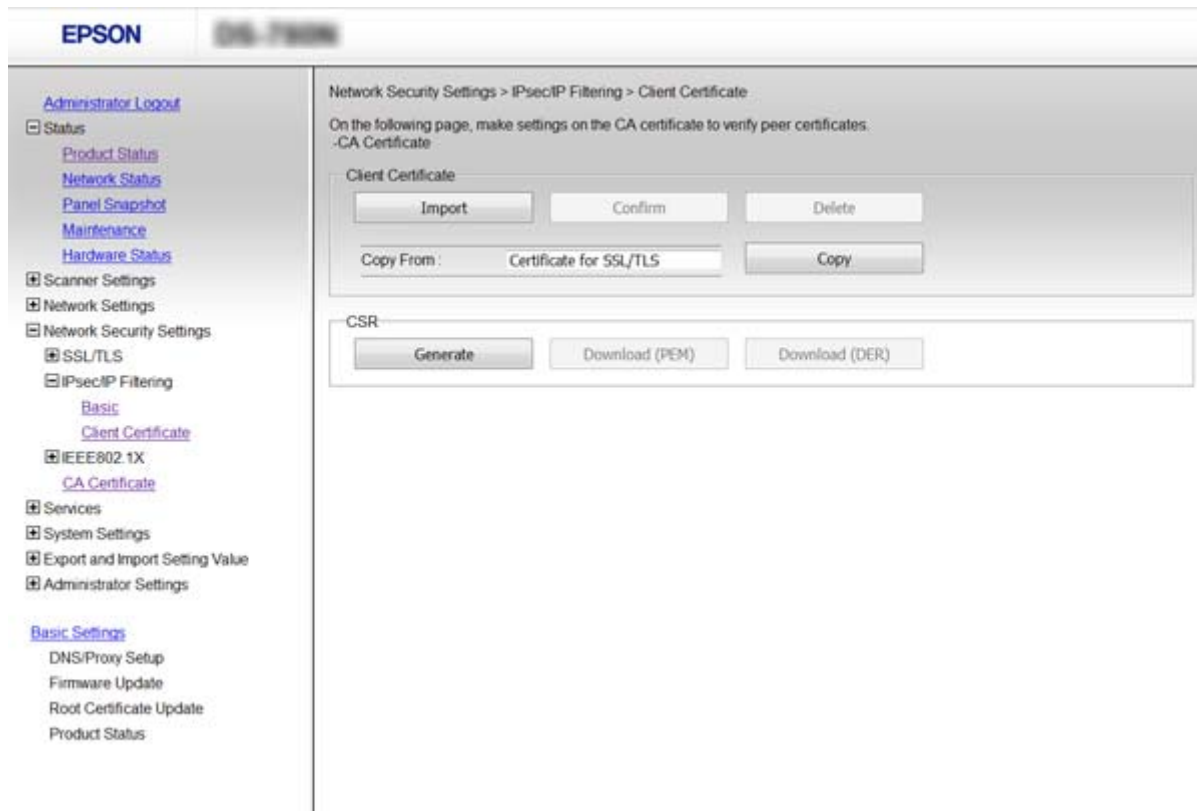 EPSON
Administrator Logout
Status
Product Status
Network Status
Panel Snapshot
Maintenance
Hardware Status
Scanner Settings
Network Settings
Network Security Settings
SSL/TLS
IPsec/IP Filtering
Basic
Client Certificate
IEEE802.1X
CA Certificate
Services
System Settings
Export and Import Setting Value
Administrator Settings
Basic Settings
DNS/Proxy Setup
Firmware Update
Root Certificate Update
Product Status
Network Security Settings > IPsec/IP Filtering > Client Certificate
On the following page, make settings on the CA certificate to verify peer certificates.
-CA Certificate
Client Certificate
Import Confirm Delete
Copy From : Certificate for SSL/TLS Copy
CSR
Generate Download (PEM) Download (DER)